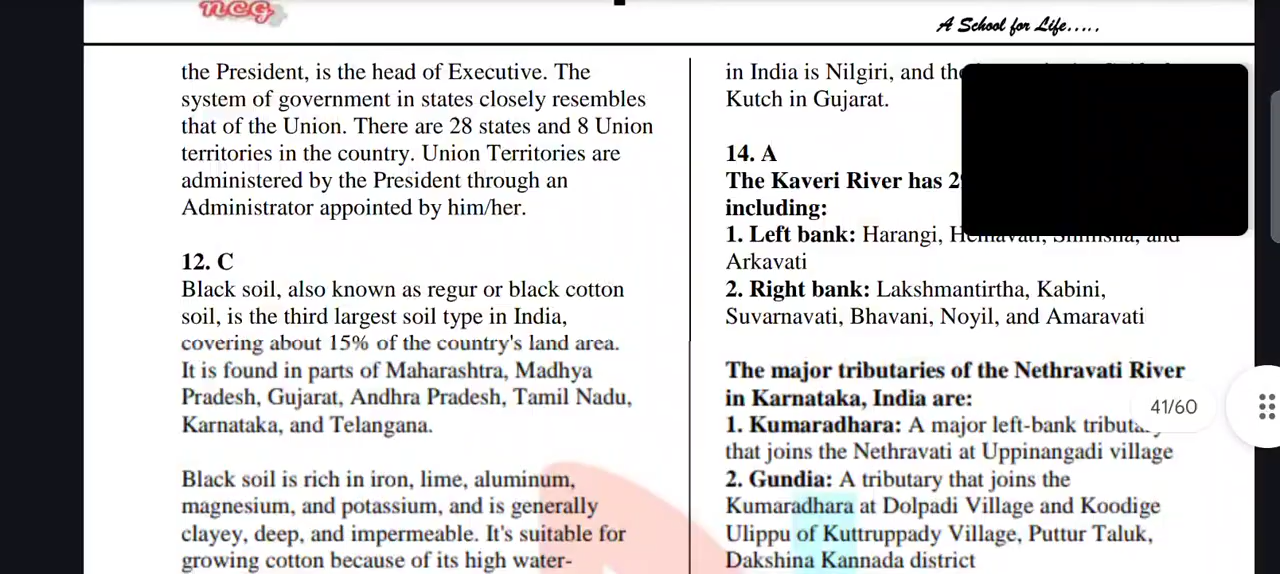 ncg
A School for Life.....
the President, is the head of Executive. The
system of government in states closely resembles
that of the Union. There are 28 states and 8 Union
territories in the country. Union Territories are
administered by the President through an
Administrator appointed by him/her.
12. C
Black soil, also known as regur or black cotton
soil, is the third largest soil type in India,
covering about 15% of the country's land area.
It is found in parts of Maharashtra, Madhya
Pradesh, Gujarat, Andhra Pradesh, Tamil Nadu,
Karnataka, and Telangana.
Black soil is rich in iron, lime, aluminum,
magnesium, and potassium, and is generally
clayey, deep, and impermeable. It's suitable for
growing cotton because of its high water-
in India is Nilgiri, and
Kutch in Gujarat.
14. A
The Kaveri River has
including:
1. Left bank: Harangi, Hemavati, Shimsha, and
Arkavati
2. Right bank: Lakshmantirtha, Kabini,
Suvarnavati, Bhavani, Noyil, and Amaravati
The major tributaries of the Nethravati River
in Karnataka, India are:
1. Kumaradhara: A major left-bank tributary
that joins the Nethravati at Uppinangadi village
2. Gundia: A tributary that joins the
Kumaradhara at Dolpadi Village and Koodige
Ulippu of Kuttruppady Village, Puttur Taluk,
Dakshina Kannada district
41/60